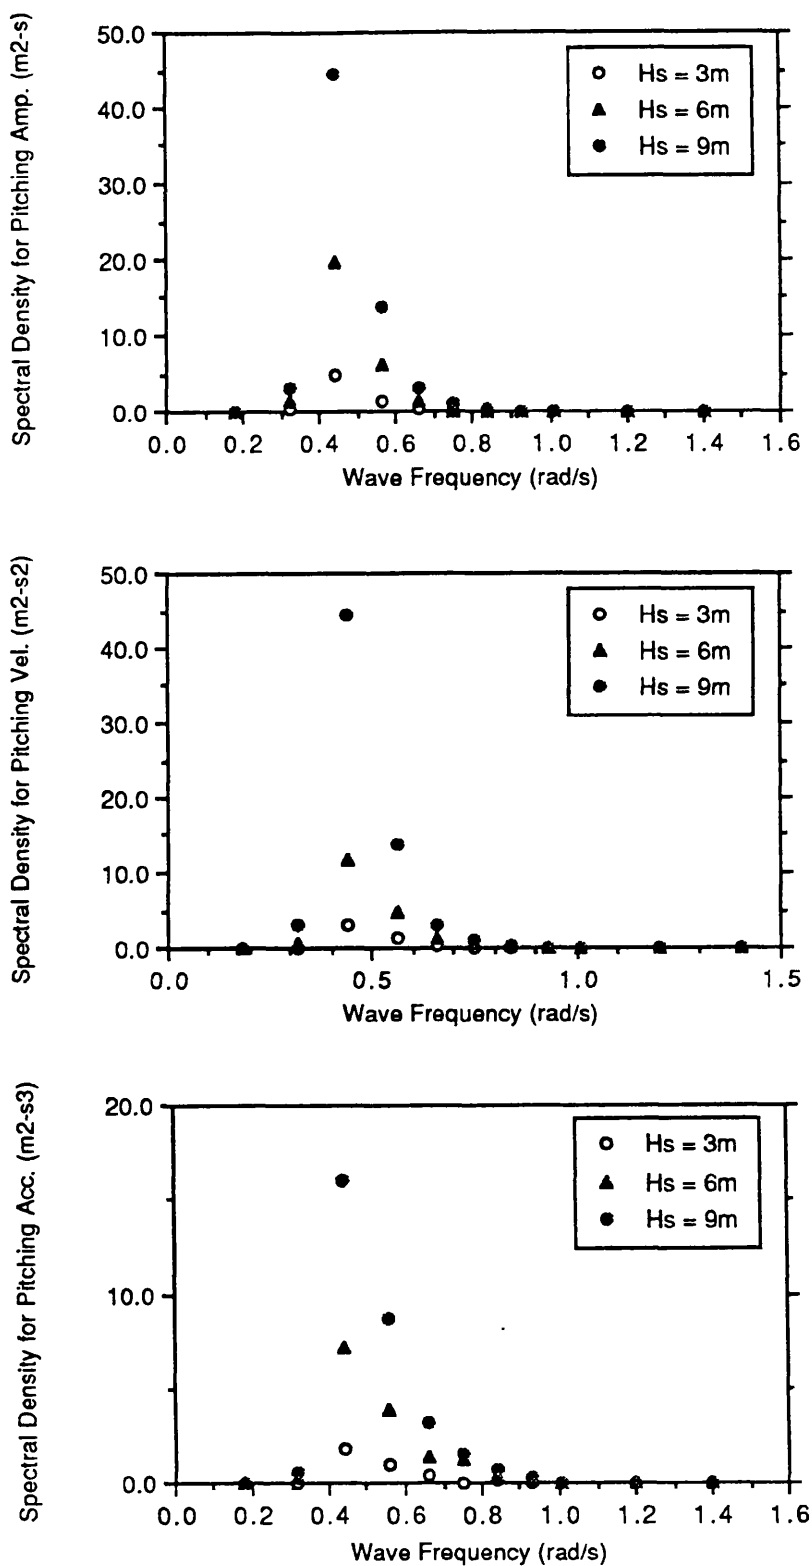 Spectral Density for Pitching Amp. (m2-s)
50.0
40.0
30.0
20.0
10.0
0.0
Hs = 3m
Hs = 6m
Hs = 9m
0.0 0.2 0.4 0.6 0.8 1.0 1.2 1.4 1.6
Wave Frequency (rad/s)
Spectral Density for Pitching Vel. (m2-s2)
50.0
40.0
30.0
20.0
10.0
0.0
Hs = 3m
Hs = 6m
Hs = 9m
0.0 0.5 1.0 1.5
Wave Frequency (rad/s)
Spectral Density for Pitching Acc. (m2-s3)
20.0
10.0
0.0
Hs = 3m
Hs = 6m
Hs = 9m
0.0 0.2 0.4 0.6 0.8 1.0 1.2 1.4 1.6
Wave Frequency (rad/s)